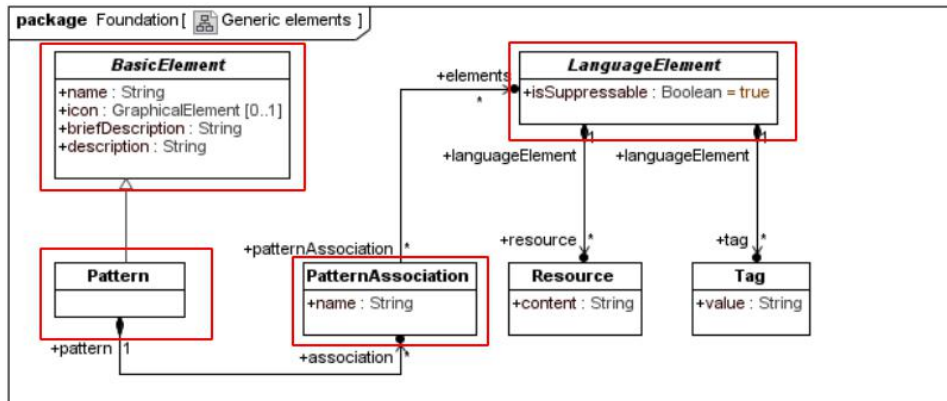 package Foundation [ Generic elements ]
BasicElement
+name : String
+icon : GraphicalElement [0..1]
+briefDescription : String
+description : String
LanguageElement
+isSuppressable : Boolean = true
+elements
*
1
1
+languageElement
+languageElement
+patternAssociation
*
+resource
*
+tag
*
Pattern
PatternAssociation
+name : String
Resource
+content : String
Tag
+value : String
+pattern
1
+association
*